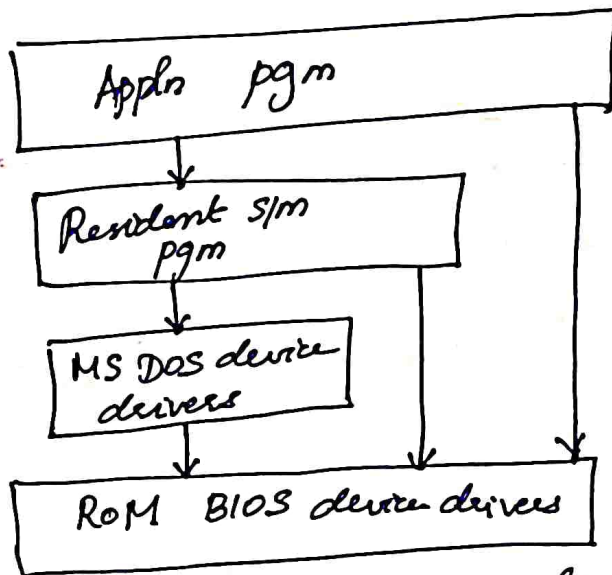 Appln pgm
Resident s/m
pgm
MS DOS device
drivers
ROM BIOS device drivers